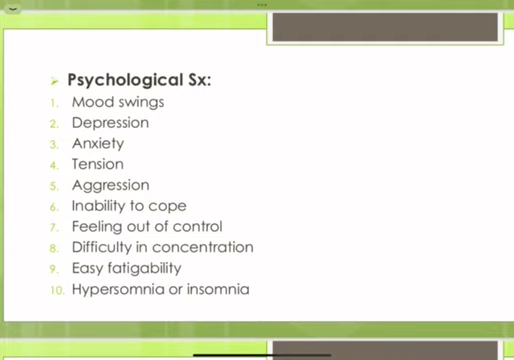 Psychological Sx:
1. Mood swings
2. Depression
3. Anxiety
4. Tension
5. Aggression
6. Inability to cope
7. Feeling out of control
8. Difficulty in concentration
9. Easy fatigability
10. Hypersomnia or insomnia